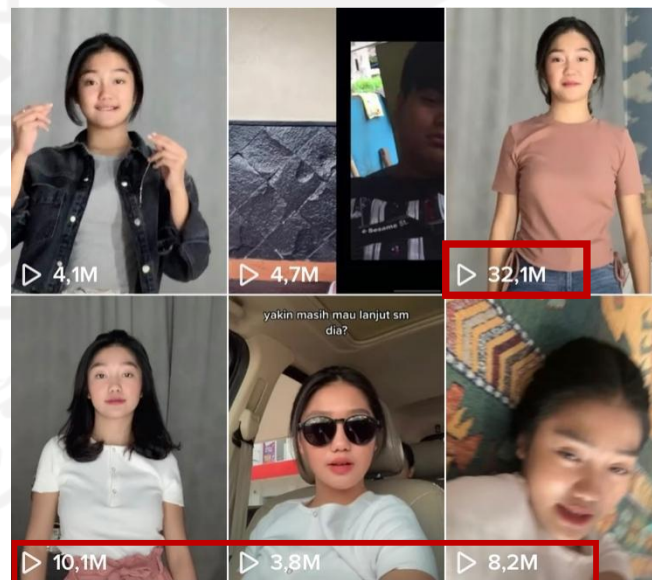 4,1M
4,7M
32,1M
yakin masih mau lanjut sm
dia?
10,1M
3,8M
8,2M